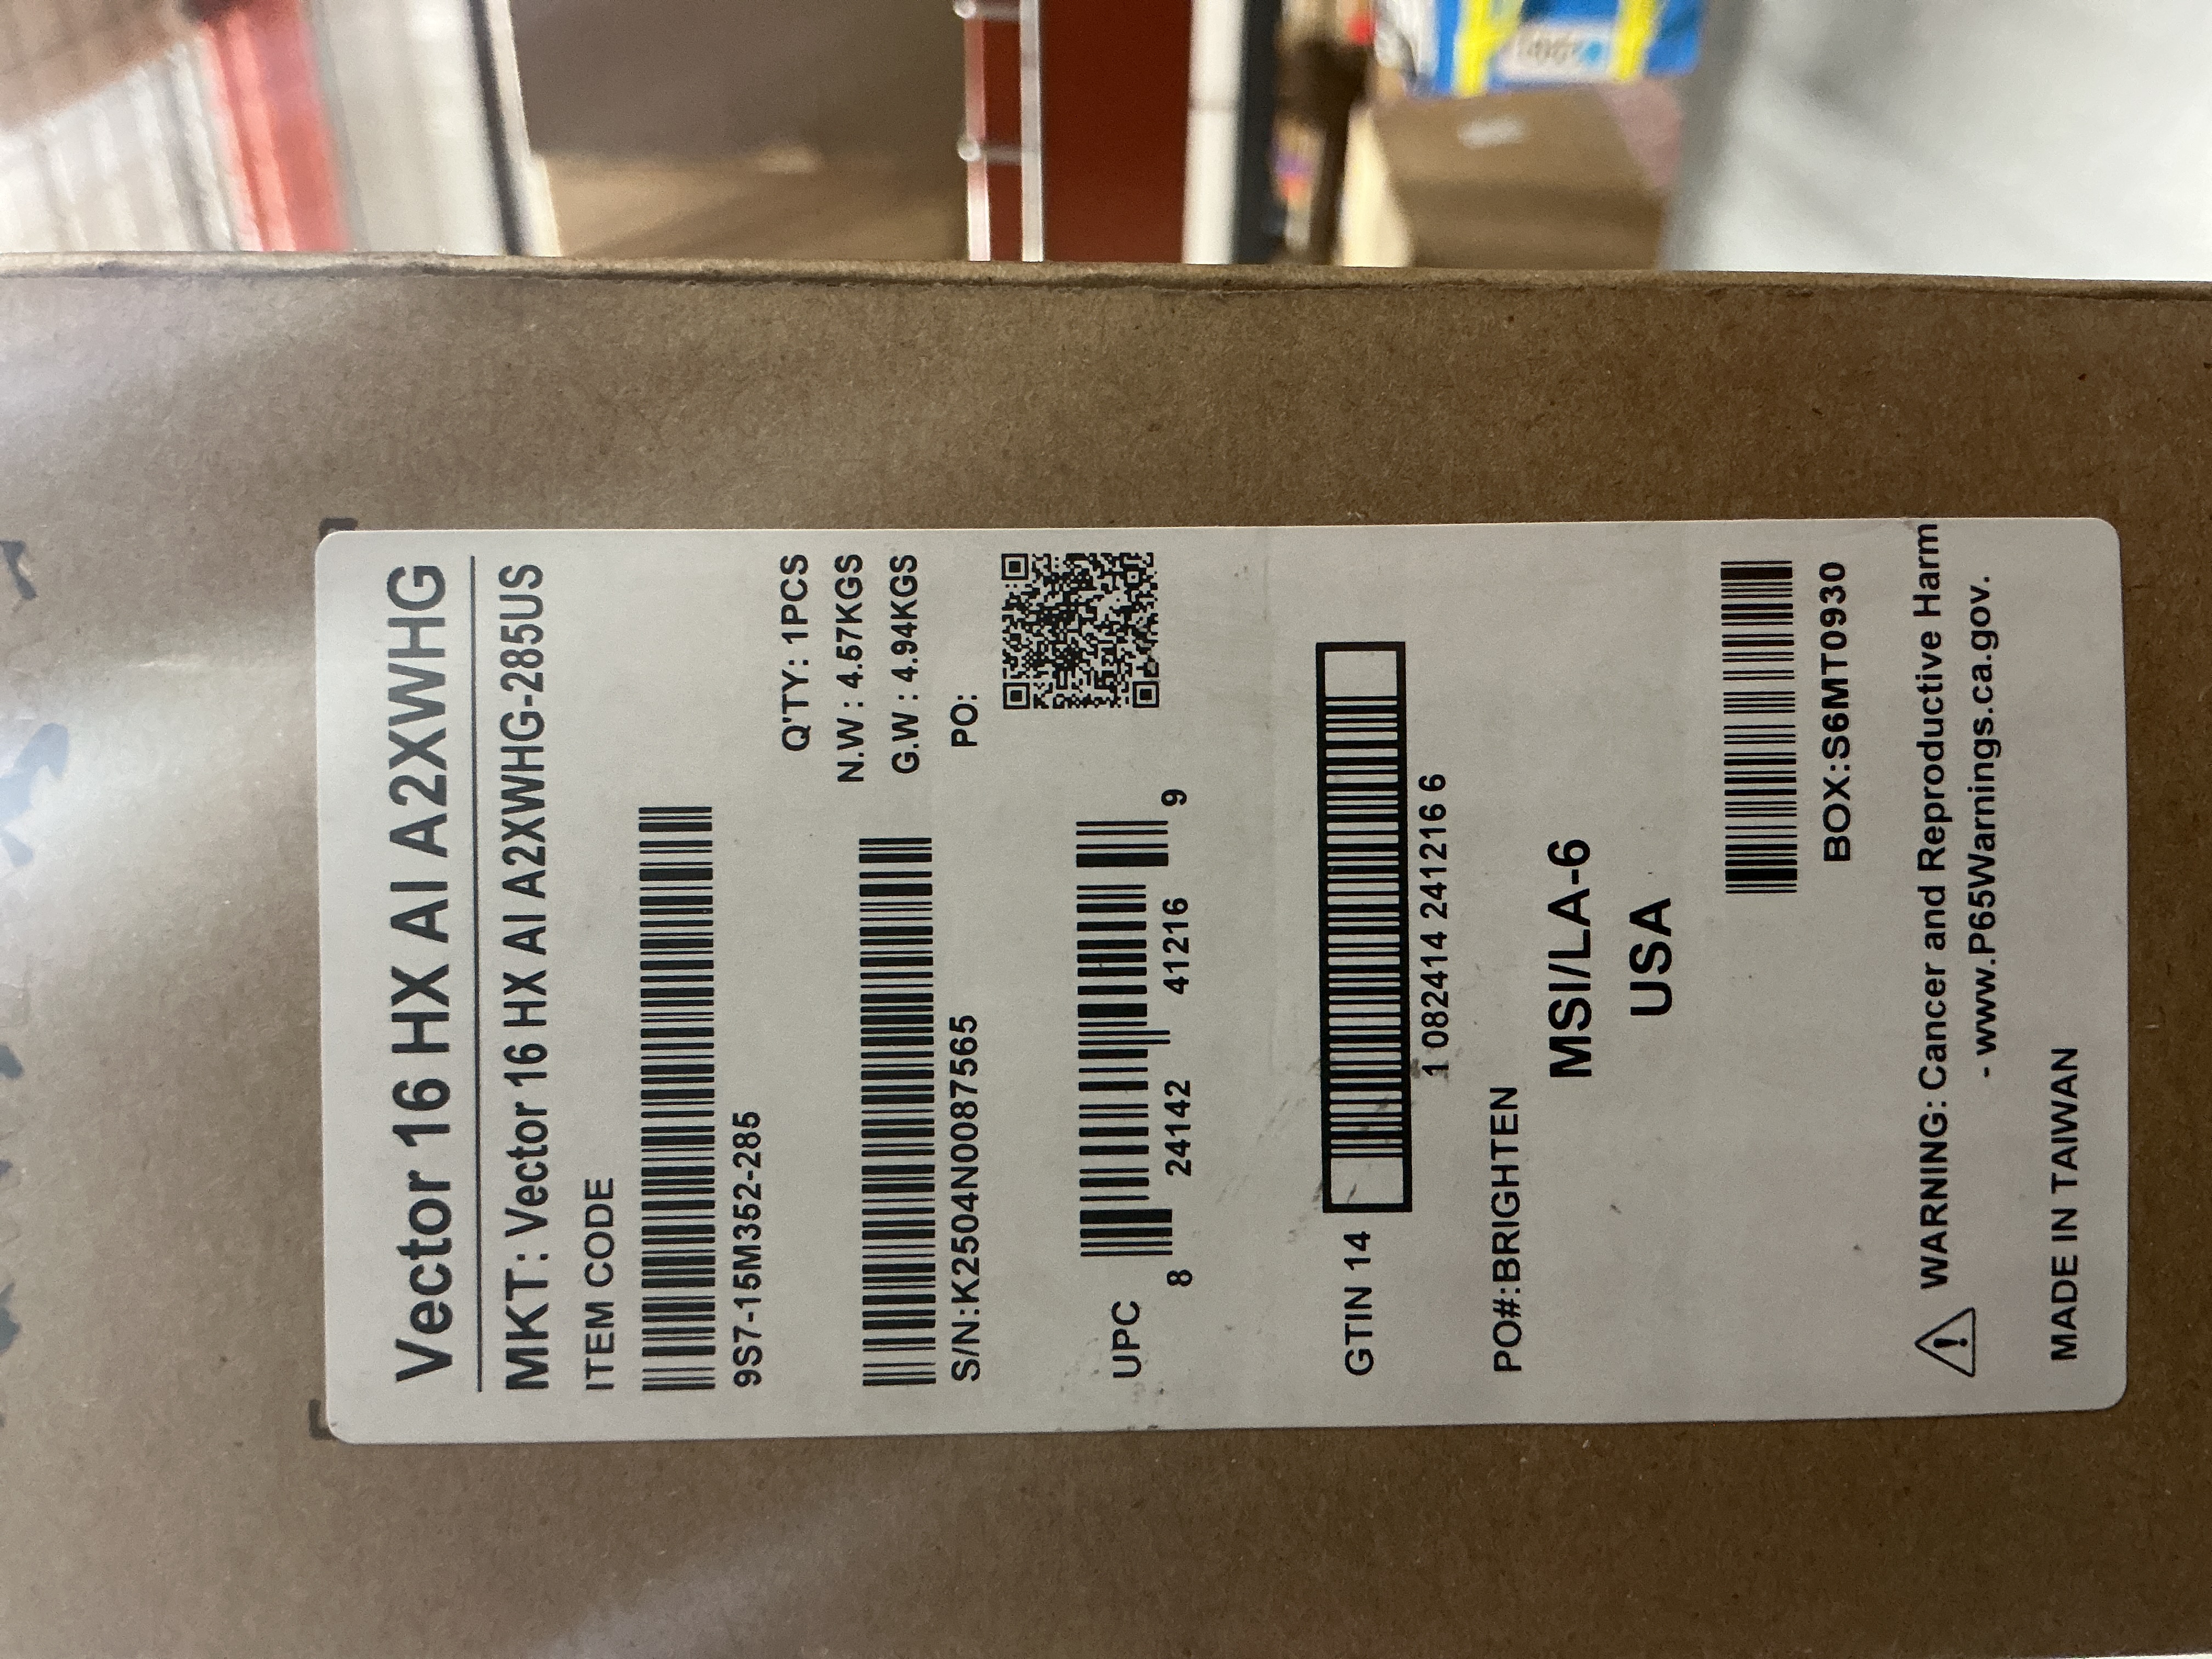 Vector 16 HX AI A2XWHG
MKT: Vector 16 HX AI A2XWHG-285US
ITEM CODE
9S7-15M352-285
Q'TY: 1PCS
N.W : 4.57KGS
G.W : 4.94KGS
S/N:K2504N0087565
PO:
UPC
8 24142 41216 9
GTIN 14
1 0824142 41216 6
PO#:BRIGHTEN
MSI/LA-6
USA
BOX:S6MT0930
WARNING: Cancer and Reproductive Harm
- www.P65Warnings.ca.gov.
MADE IN TAIWAN